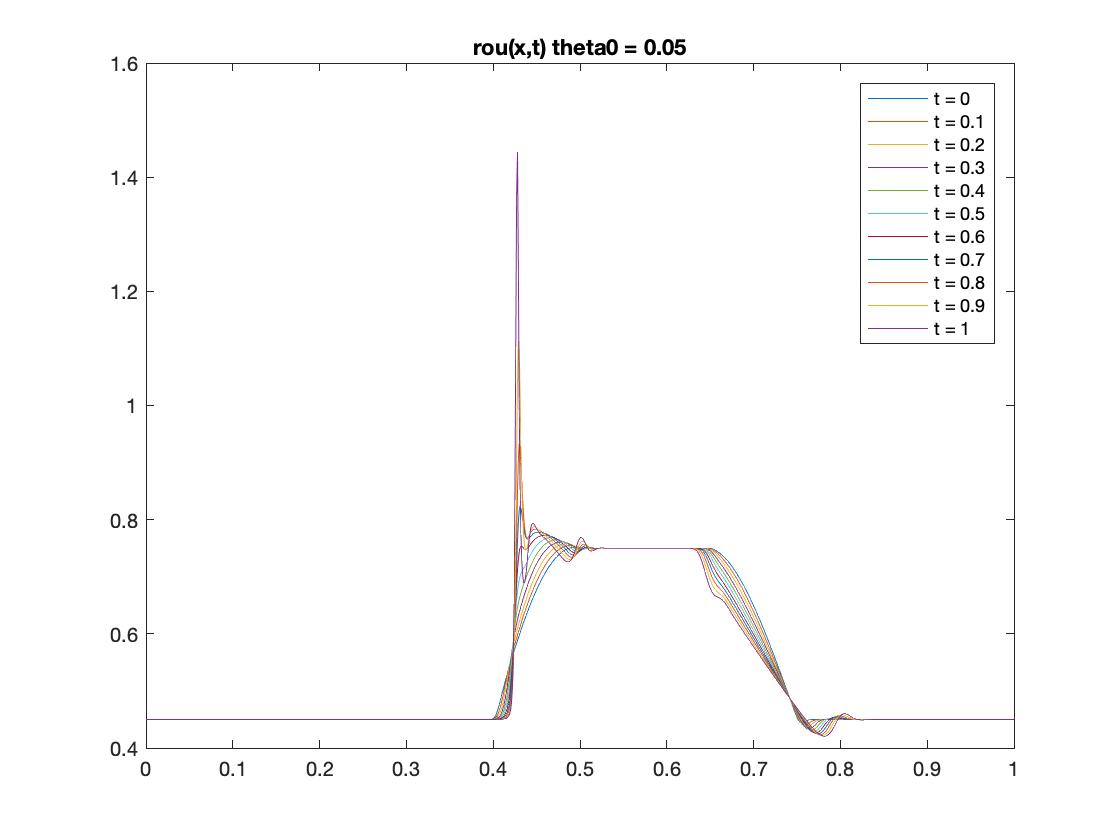 rou(x,t) theta0 = 0.05
1.6
1.4
1.2
1
0.8
0.6
0.4
0 0.1 0.2 0.3 0.4 0.5 0.6 0.7 0.8 0.9 1
t = 0
t = 0.1
t = 0.2
t = 0.3
t = 0.4
t = 0.5
t = 0.6
t = 0.7
t = 0.8
t = 0.9
t = 1